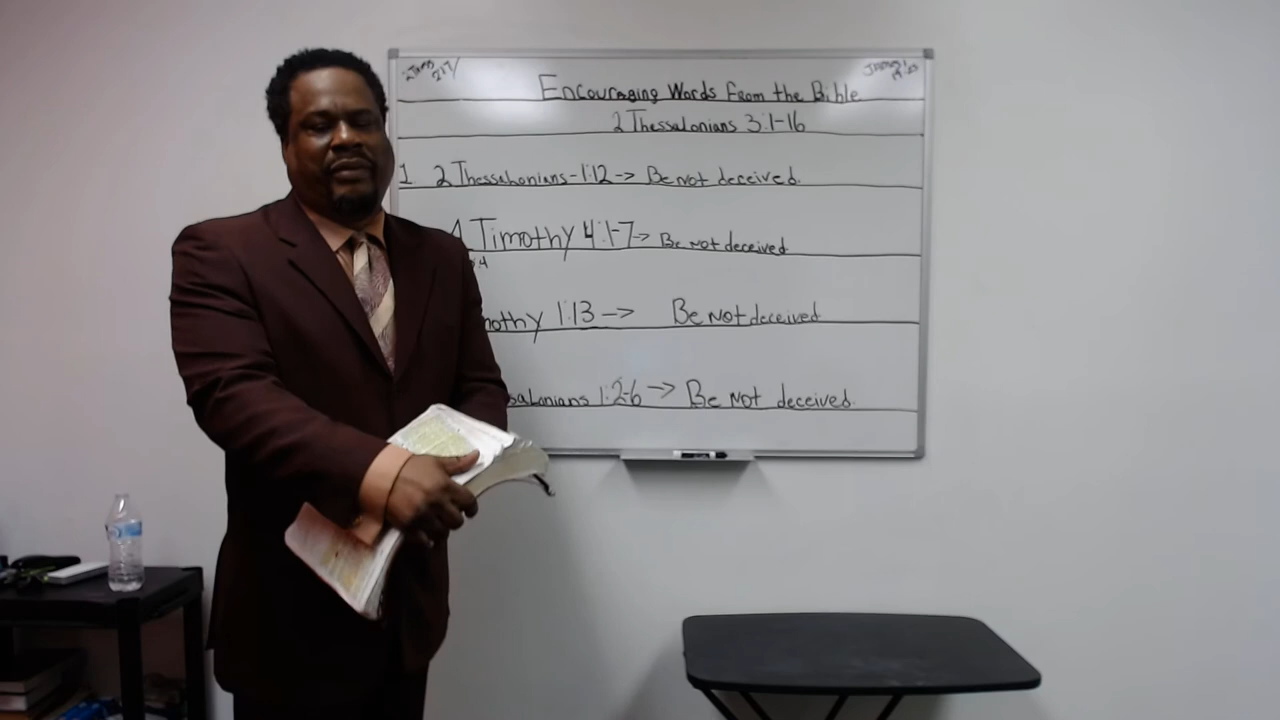 Encouraging Words From the Bible
2 Thessalonians 3:1-16
1 2 Thessalonians-1:12-> Be not deceived.
Timothy 4:1-7-> Be not deceived
mothy 1:13 -> Be Not deceived
salonians 1:2-6 -> Be Not deceived.